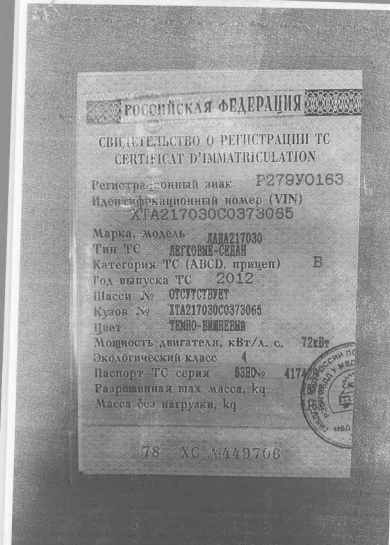 РОССИЙСКАЯ ФЕДЕРАЦИЯ
СВИДЕТЕЛЬСТВО О РЕГИСТРАЦИИ ТС
CERTIFICAT D'IMMATRICULATION
Регистрационный знак Р279УО163
Идентификационный номер (VIN)
ХТА217030С0373065
Марка, модель ЛАДА217030
Тип ТС ЛЕГКОВЫЕ-СЕДАН
Категория ТС (ABCD, прицеп) В
Год выпуска ТС 2012
Шасси № ОТСУТСТВУЕТ
Кузов № ХТА217030С0373065
Цвет ТЕМНО-ВИШНЕВЫЙ
Мощность двигателя, кВт/л. с. 72кВт
Экологический класс 4
Паспорт ТС серия 63НО№
Разрешенная max масса, kg
Масса без нагрузки, kg
78 ХС №449706